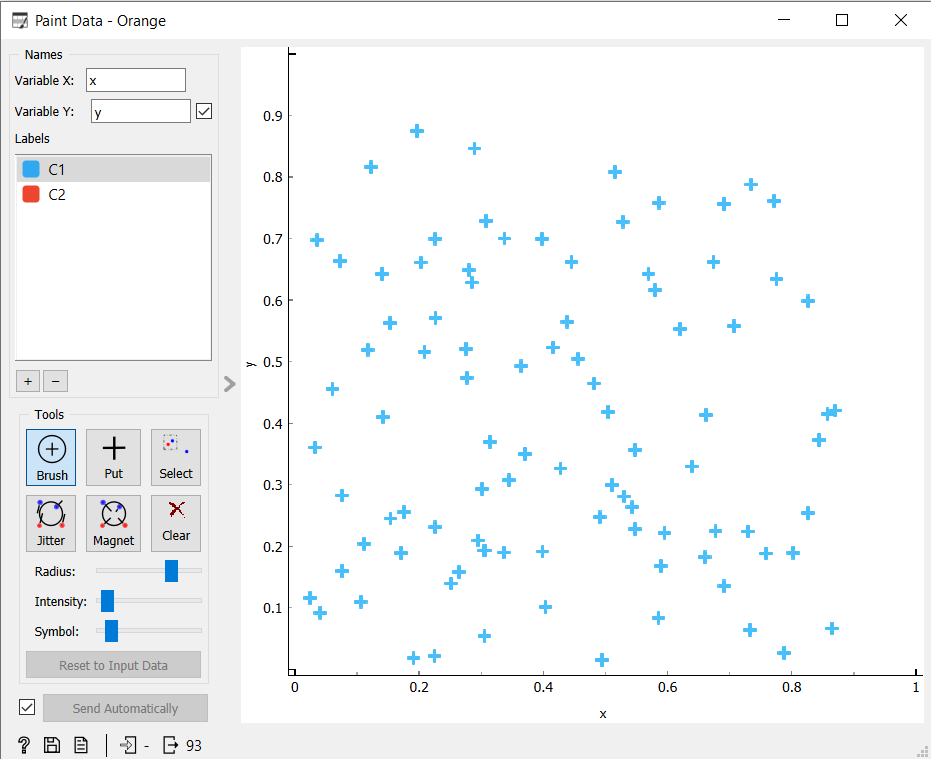 Paint Data - Orange
Names
Variable X: x
Variable Y: y
Labels
C1
C2
+ −
Tools
Brush Put Select
Jitter Magnet Clear
Radius:
Intensity:
Symbol:
Reset to Input Data
Send Automatically
? - 93
0.9
0.8
0.7
0.6
0.5
0.4
0.3
0.2
0.1
y
0 0.2 0.4 0.6 0.8 1
x